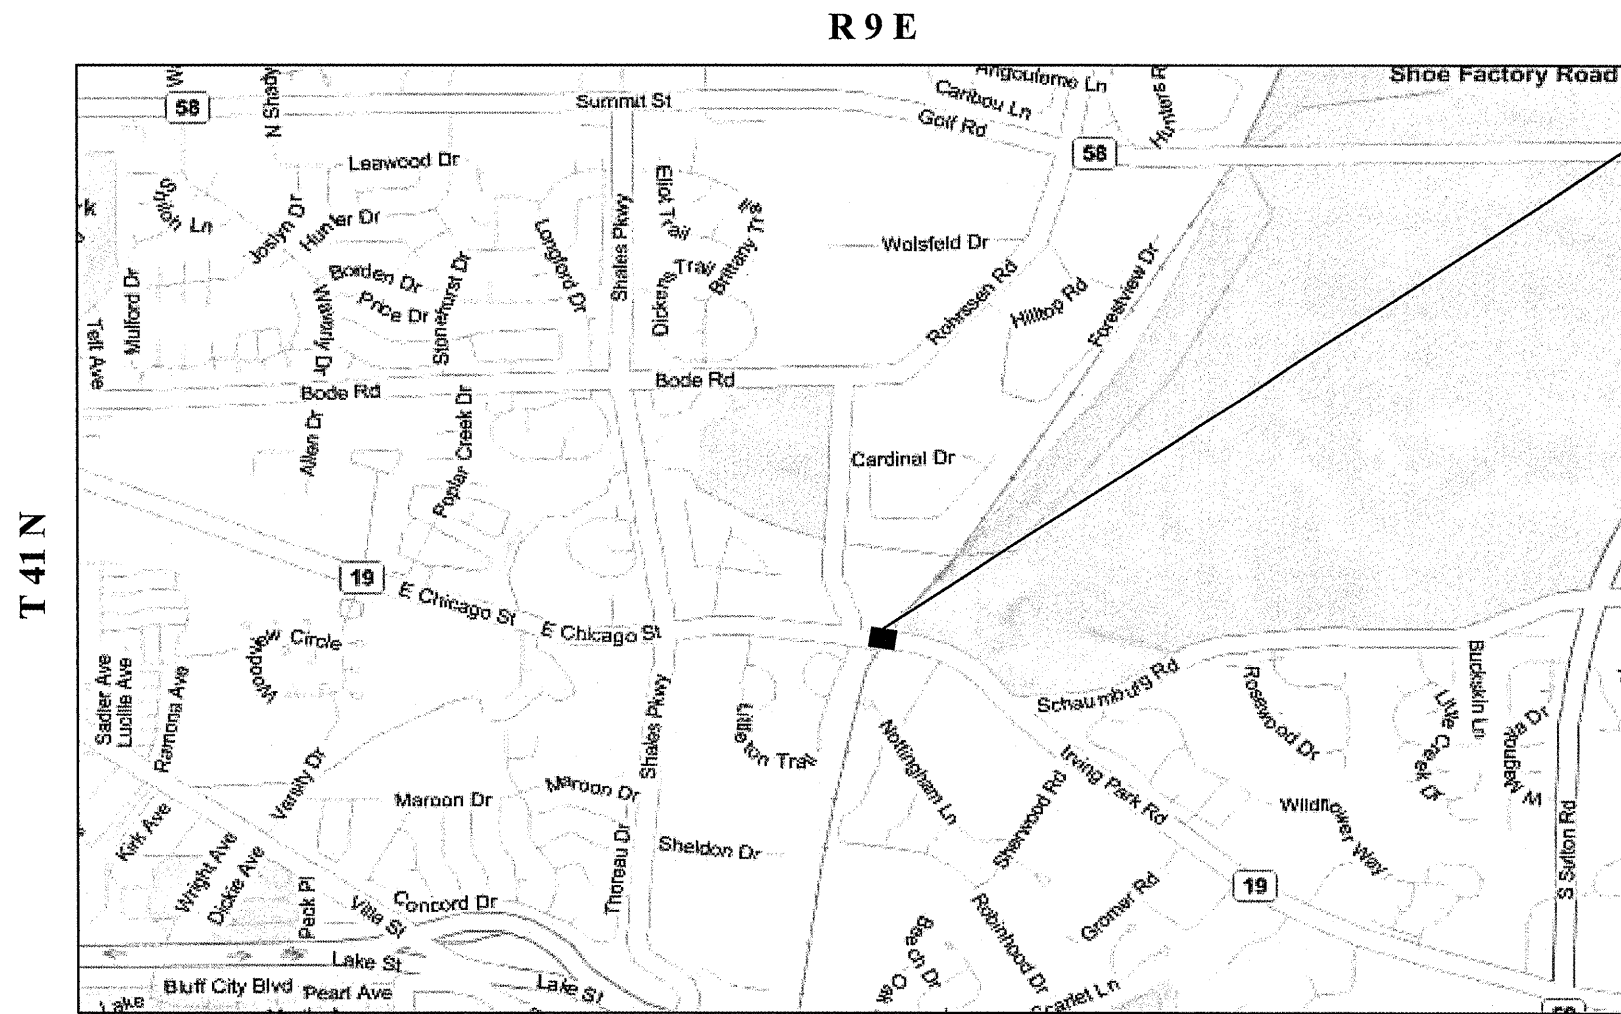 R 9 E
T 41 N
Shoe Factory Road
Angouleme Ln
Caribou Ln
Golf Rd
Summit St
58
N Shady
58
Leawood Dr
Joslyn Dr
Hunter Dr
Ln
Borden Dr
Price Dr
Waverly Dr
Stonehurst Dr
Mulford Dr
Teft Ave
Longford Dr
Shales Pkwy
Eliot Trail
Dickens Trail
Brittany Trail
Wolsfeld Dr
Rohrssen Rd
Hilltop Rd
Forestview Dr
Bode Rd
Bode Rd
Allen Dr
Poplar Creek Dr
Cardinal Dr
19
E Chicago St
E Chicago St
Woodview Circle
Sadler Ave
Lucille Ave
Ramona Ave
Varsity Dr
Shales Pkwy
Littleton Trail
Schaumburg Rd
Rosewood Dr
Buckskin Ln
Little Creek Dr
W Magnolia Dr
Nottingham Ln
Irving Park Rd
Sherwood Rd
Wildflower Way
S Sutton Rd
Maroon Dr
Maroon Dr
Thoreau Dr
Sheldon Dr
Kirk Ave
Wright Ave
Dickie Ave
Peck Pl
Villa St
Concord Dr
19
Gromer Rd
Robinhood Dr
Beech Dr
Oak
Scarlet Ln
Lake St
Lake St
Bluff City Blvd
Pearl Ave
Lake